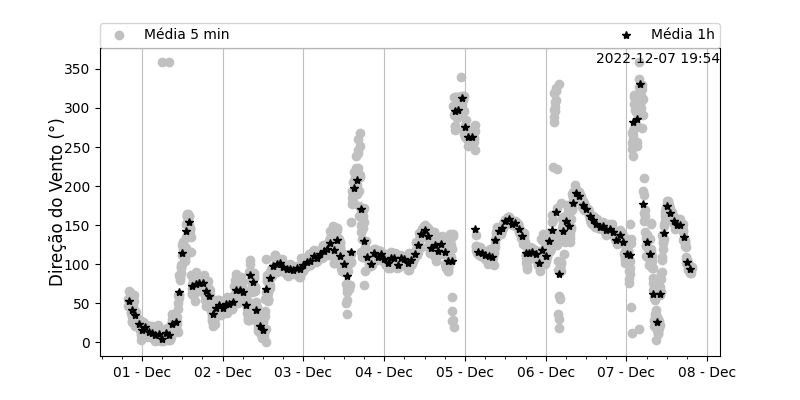 Média 5 min
Média 1h
2022-12-07 19:54
Direção do Vento (°)
350
300
250
200
150
100
50
0
01 - Dec
02 - Dec
03 - Dec
04 - Dec
05 - Dec
06 - Dec
07 - Dec
08 - Dec